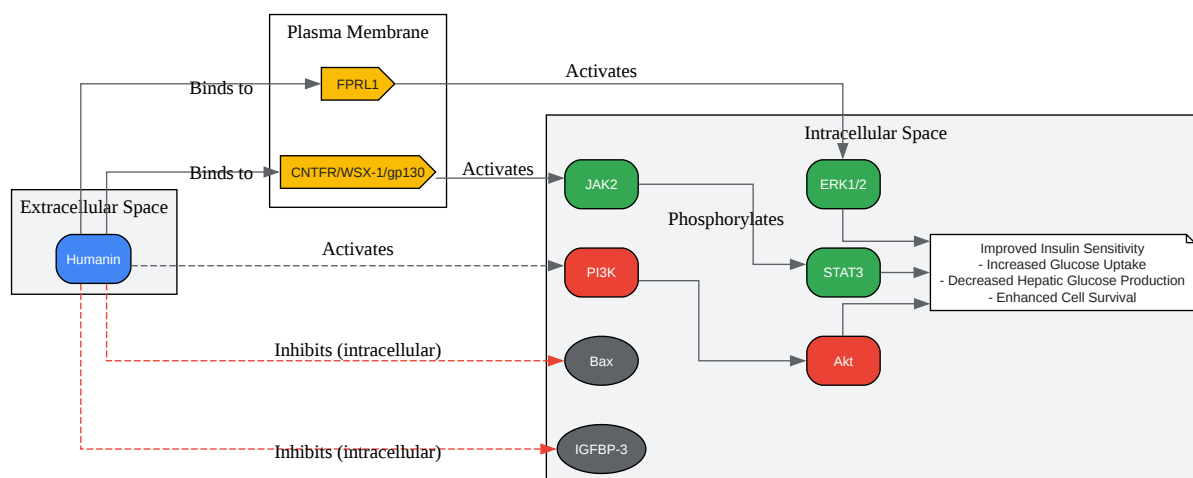 Plasma Membrane
FPRL1
Activates
Binds to
Intracellular Space
CNTFR/WSX-1/gp130
Binds to
Activates
JAK2
ERK1/2
Extracellular Space
Phosphorylates
Humanin
Activates
PI3K
STAT3
Improved Insulin Sensitivity
- Increased Glucose Uptake
- Decreased Hepatic Glucose Production
- Enhanced Cell Survival
Inhibits (intracellular)
Bax
Akt
Inhibits (intracellular)
IGFBP-3